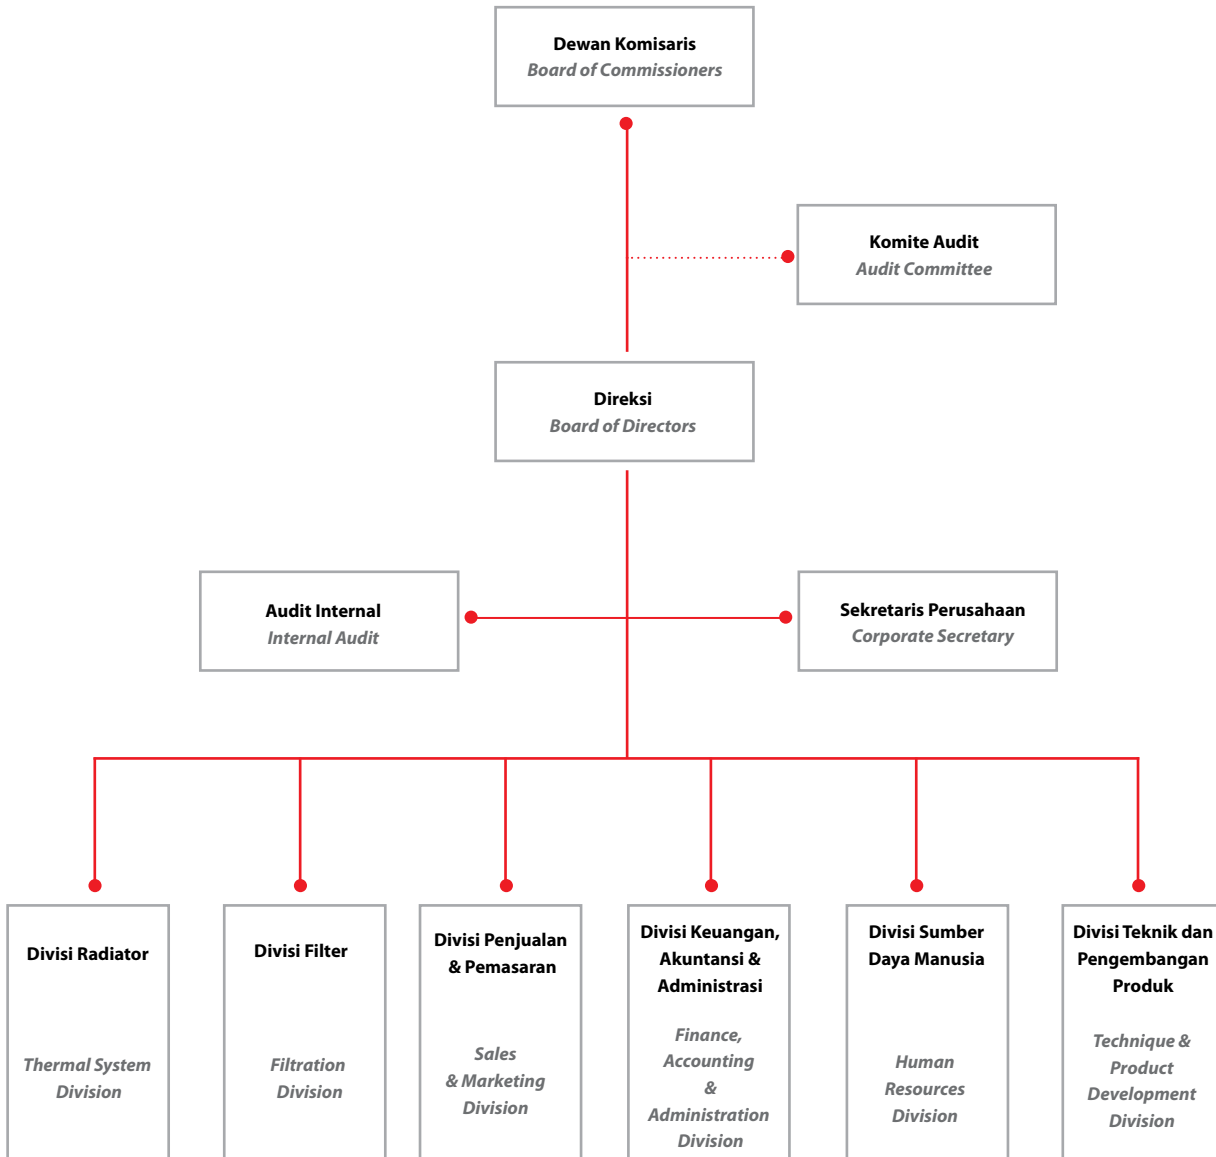 Dewan Komisaris
Board of Commissioners
Komite Audit
Audit Committee
Direksi
Board of Directors
Audit Internal
Internal Audit
Sekretaris Perusahaan
Corporate Secretary
Divisi Radiator
Thermal System
Division
Divisi Filter
Filtration
Division
Divisi Penjualan
& Pemasaran
Sales
& Marketing
Division
Divisi Keuangan,
Akuntansi &
Administrasi
Finance,
Accounting
&
Administration
Division
Divisi Sumber
Daya Manusia
Human
Resources
Division
Divisi Teknik dan
Pengembangan
Produk
Technique &
Product
Development
Division